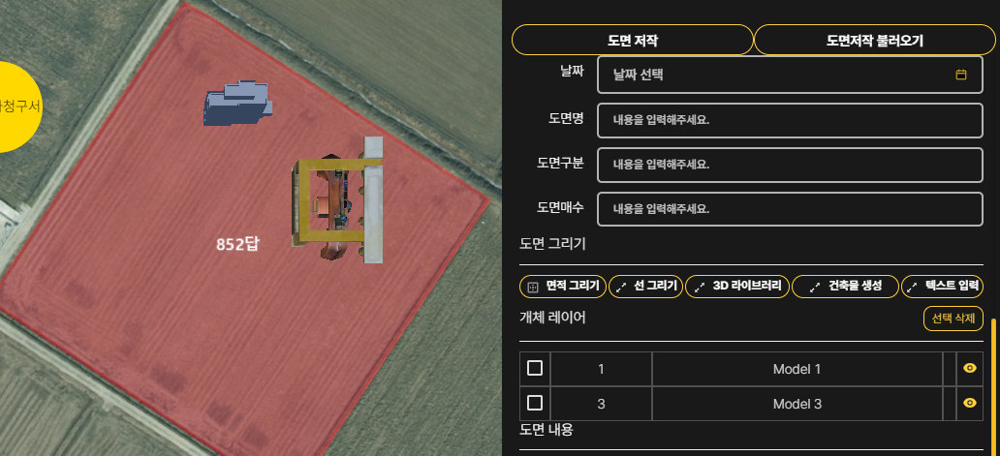 도면 저작
도면저작 불러오기
날짜
날짜 선택
도면명
내용을 입력해주세요.
도면구분
내용을 입력해주세요.
도면매수
내용을 입력해주세요.
도면 그리기
면적 그리기
선 그리기
3D 라이브러리
건축물 생성
텍스트 입력
개체 레이어
선택 삭제
1
Model 1
3
Model 3
도면 내용
청구서
852답